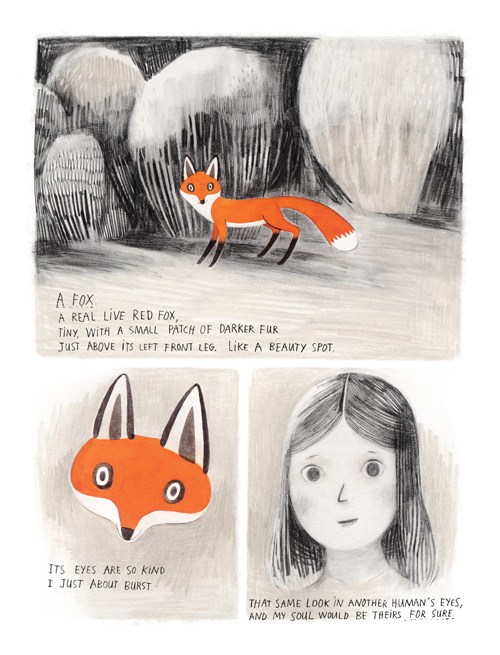 A FOX.
A REAL LIVE RED FOX,
TINY, WITH A SMALL PATCH OF DARKER FUR
JUST ABOVE ITS LEFT FRONT LEG. LIKE A BEAUTY SPOT.
ITS EYES ARE SO KIND
I JUST ABOUT BURST.
THAT SAME LOOK IN ANOTHER HUMAN'S EYES,
AND MY SOUL WOULD BE THEIRS FOR SURE.